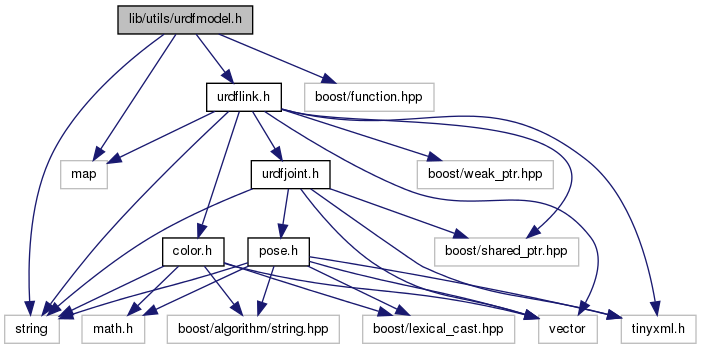 lib/utils/urdfmodel.h
urdflink.h
boost/function.hpp
map
urdfjoint.h
boost/weak_ptr.hpp
color.h
pose.h
boost/shared_ptr.hpp
string
math.h
boost/algorithm/string.hpp
boost/lexical_cast.hpp
vector
tinyxml.h